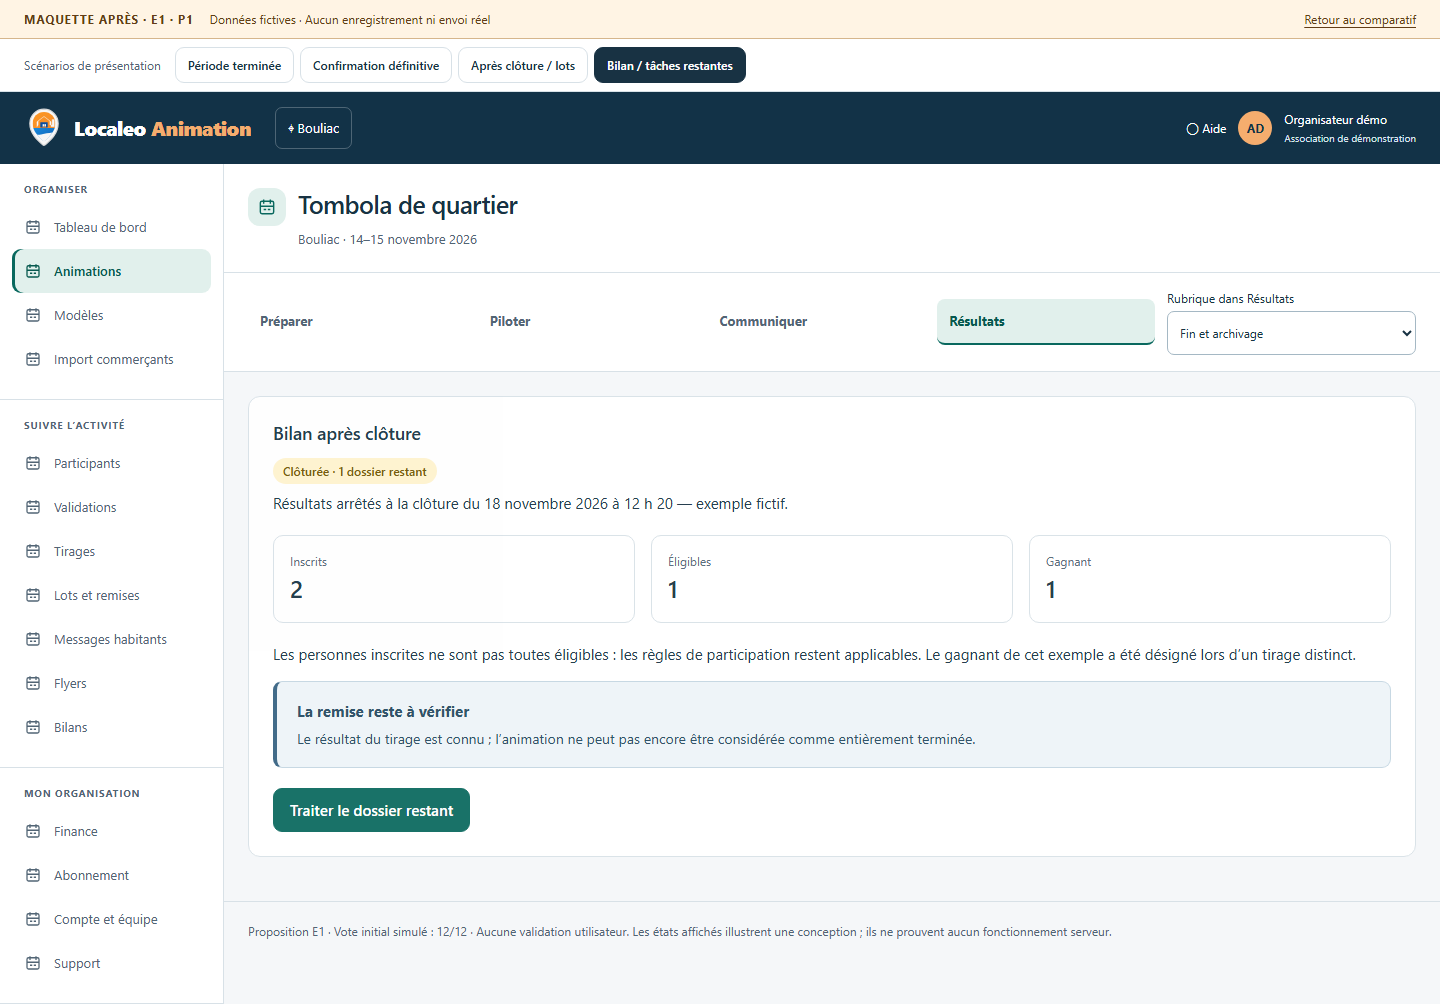 MAQUETTE APRÈS · E1 · P1 Données fictives · Aucun enregistrement ni envoi réel Retour au comparatif
Scénarios de présentation Période terminée Confirmation définitive Après clôture / lots Bilan / tâches restantes
Localeo Animation Bouliac Aide AD Organisateur démo
Association de démonstration
ORGANISER
Tableau de bord
Animations
Modèles
Import commerçants
SUIVRE L'ACTIVITÉ
Participants
Validations
Tirages
Lots et remises
Messages habitants
Flyers
Bilans
MON ORGANISATION
Finance
Abonnement
Compte et équipe
Support
Tombola de quartier
Bouliac · 14–15 novembre 2026
Préparer Piloter Communiquer Résultats
Rubrique dans Résultats
Fin et archivage
Bilan après clôture
Clôturée · 1 dossier restant
Résultats arrêtés à la clôture du 18 novembre 2026 à 12 h 20 — exemple fictif.
Inscrits Éligibles Gagnant
2 1 1
Les personnes inscrites ne sont pas toutes éligibles : les règles de participation restent applicables. Le gagnant de cet exemple a été désigné lors d'un tirage distinct.
La remise reste à vérifier
Le résultat du tirage est connu ; l'animation ne peut pas encore être considérée comme entièrement terminée.
Traiter le dossier restant
Proposition E1 · Vote initial simulé : 12/12 · Aucune validation utilisateur. Les états affichés illustrent une conception ; ils ne prouvent aucun fonctionnement serveur.